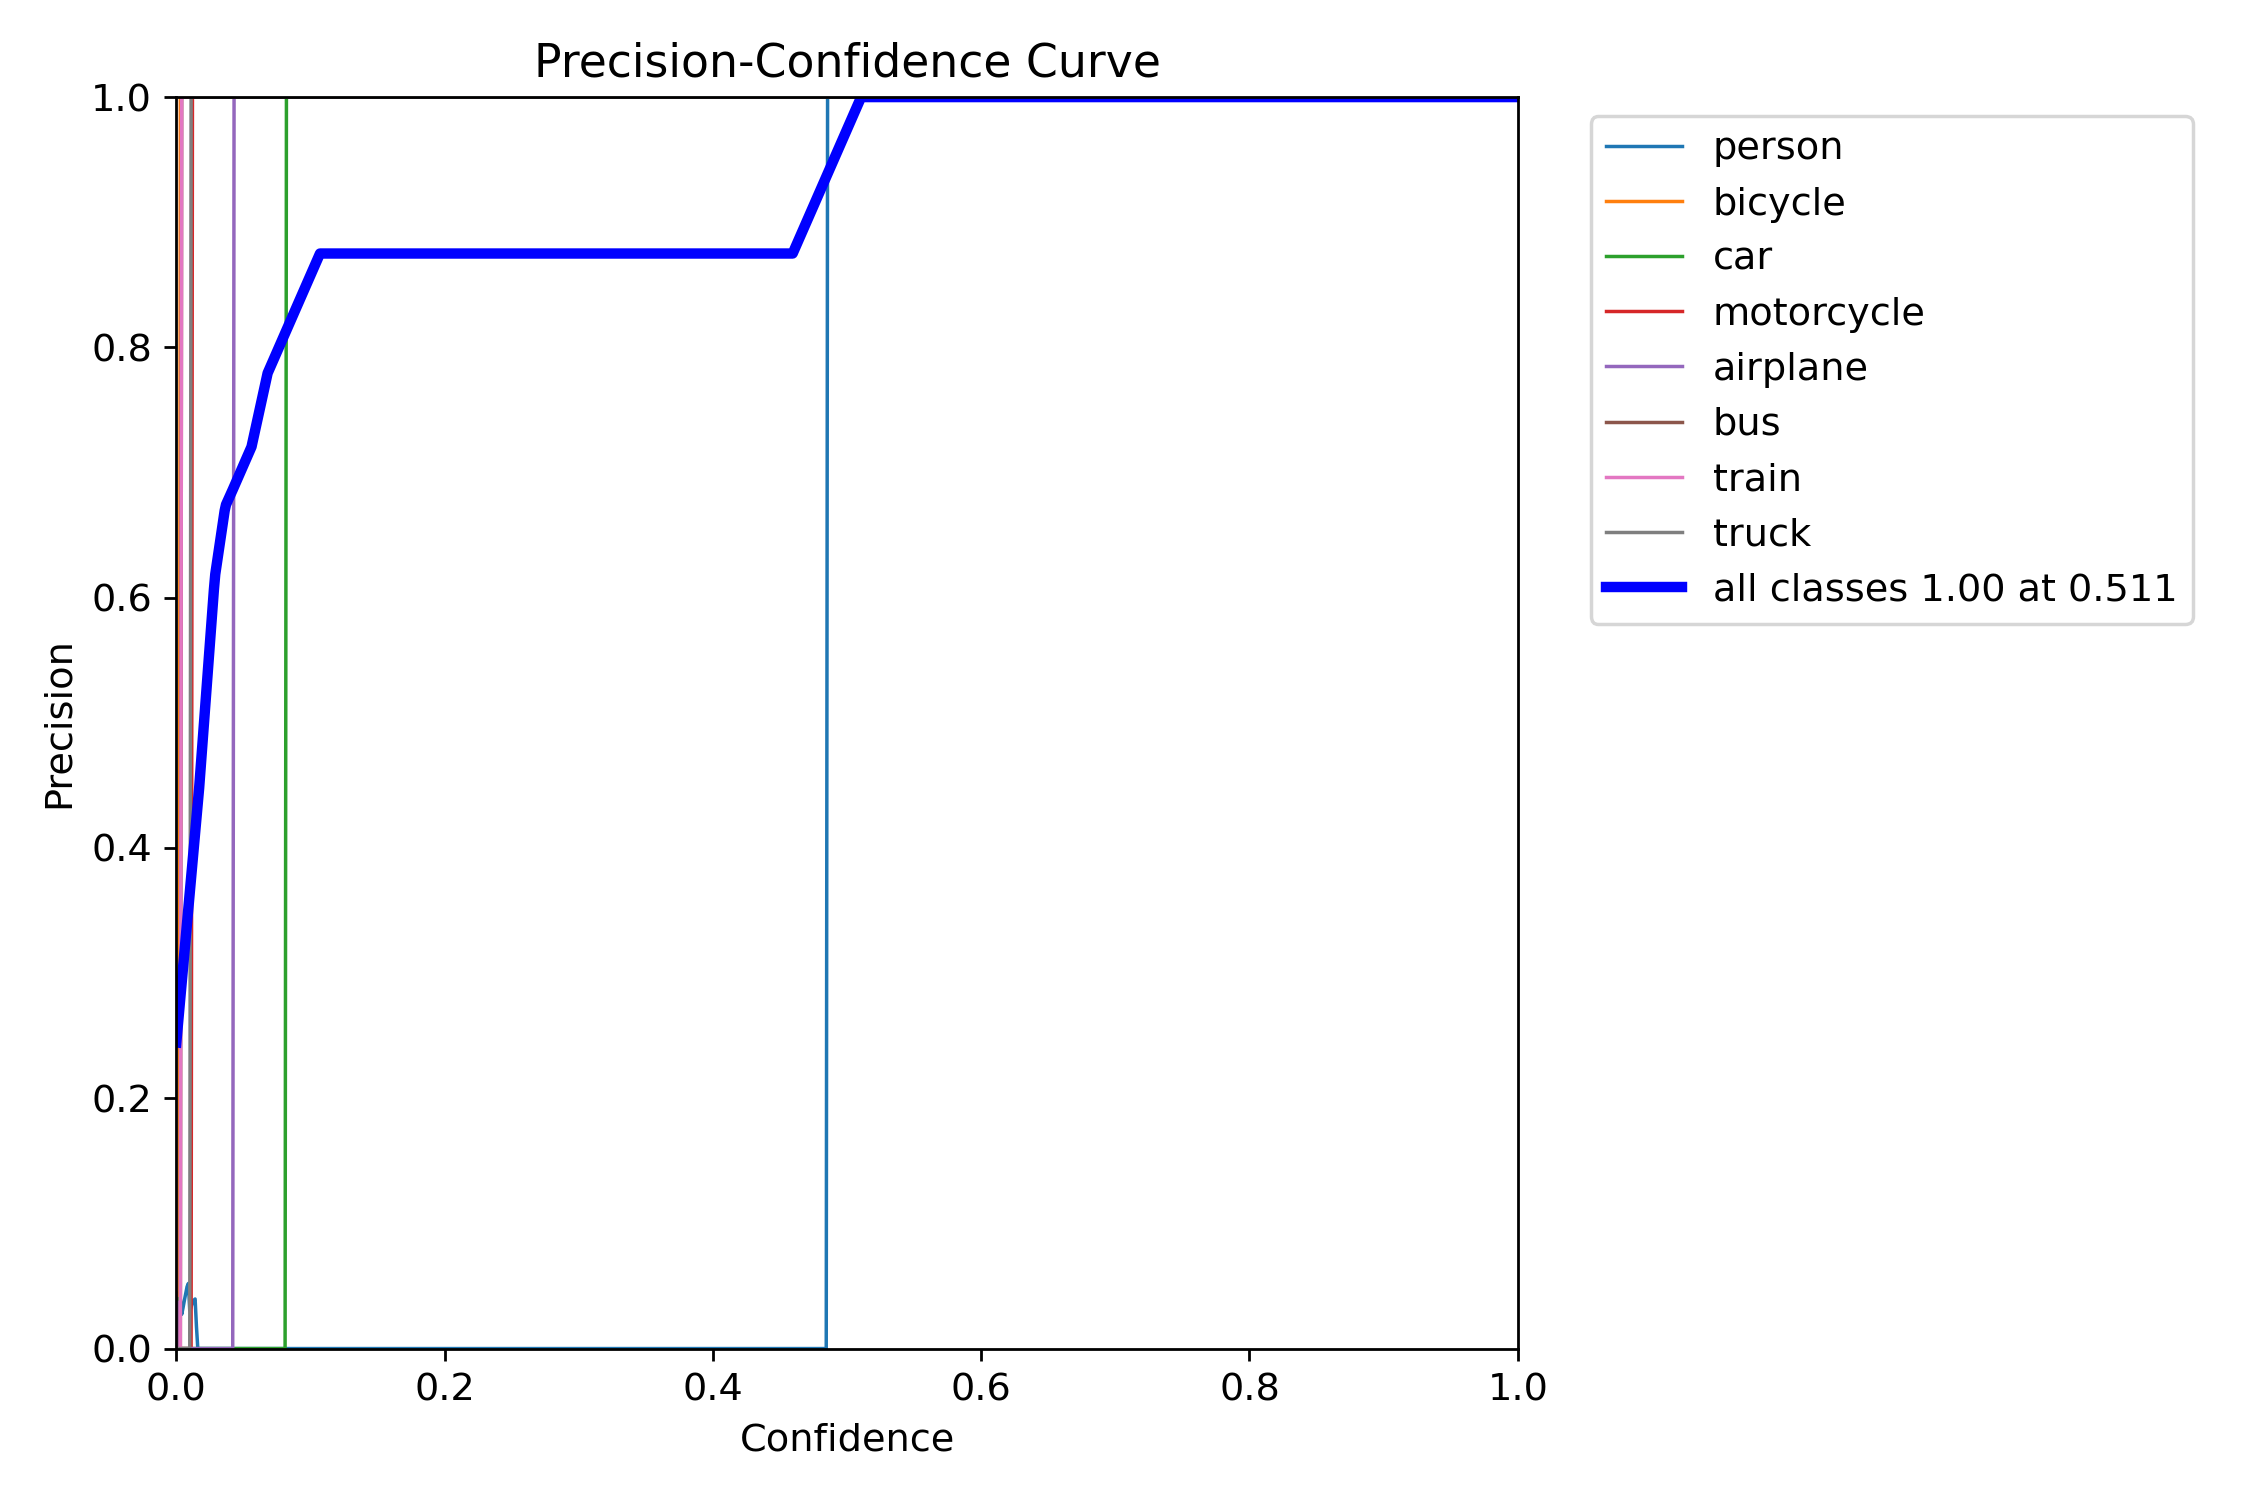 Precision-Confidence Curve
1.0
0.8
0.6
0.4
0.2
0.0
Precision
0.0 0.2 0.4 0.6 0.8 1.0
Confidence
person
bicycle
car
motorcycle
airplane
bus
train
truck
all classes 1.00 at 0.511